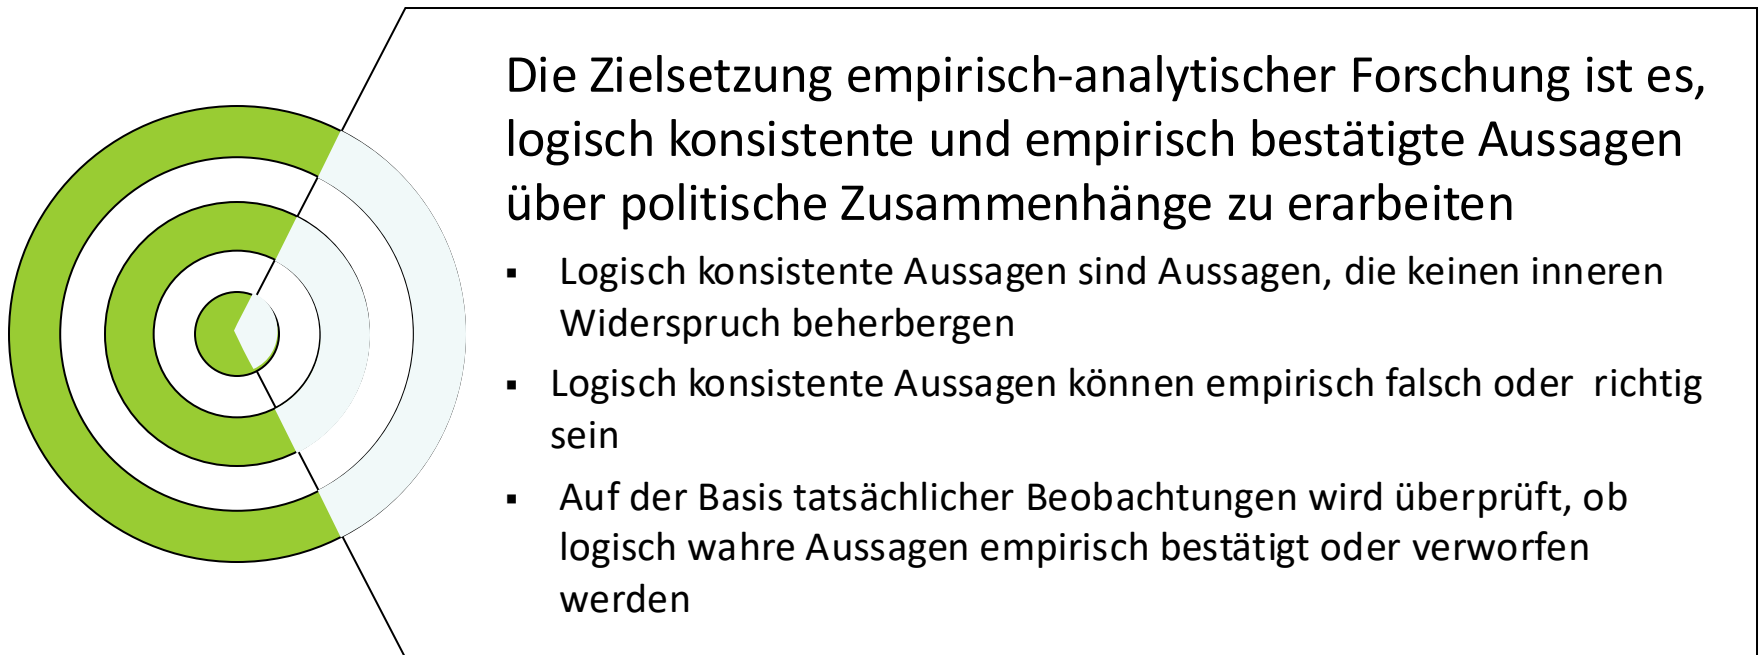 Die Zielsetzung empirisch-analytischer Forschung ist es,
logisch konsistente und empirisch bestätigte Aussagen
über politische Zusammenhänge zu erarbeiten
▪ Logisch konsistente Aussagen sind Aussagen, die keinen inneren
Widerspruch beherbergen
▪ Logisch konsistente Aussagen können empirisch falsch oder richtig
sein
▪ Auf der Basis tatsächlicher Beobachtungen wird überprüft, ob
logisch wahre Aussagen empirisch bestätigt oder verworfen
werden